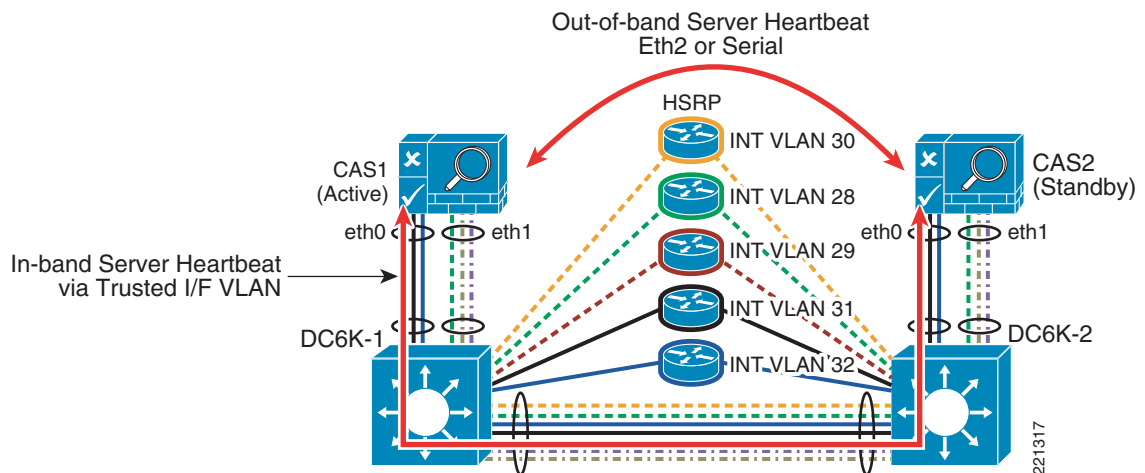 Out-of-band Server Heartbeat
Eth2 or Serial
HSRP
INT VLAN 30
CAS1
(Active)
CAS2
(Standby)
INT VLAN 28
eth0
eth1
INT VLAN 29
eth0
eth1
In-band Server Heartbeat
via Trusted I/F VLAN
INT VLAN 31
DC6K-1
DC6K-2
INT VLAN 32
221317